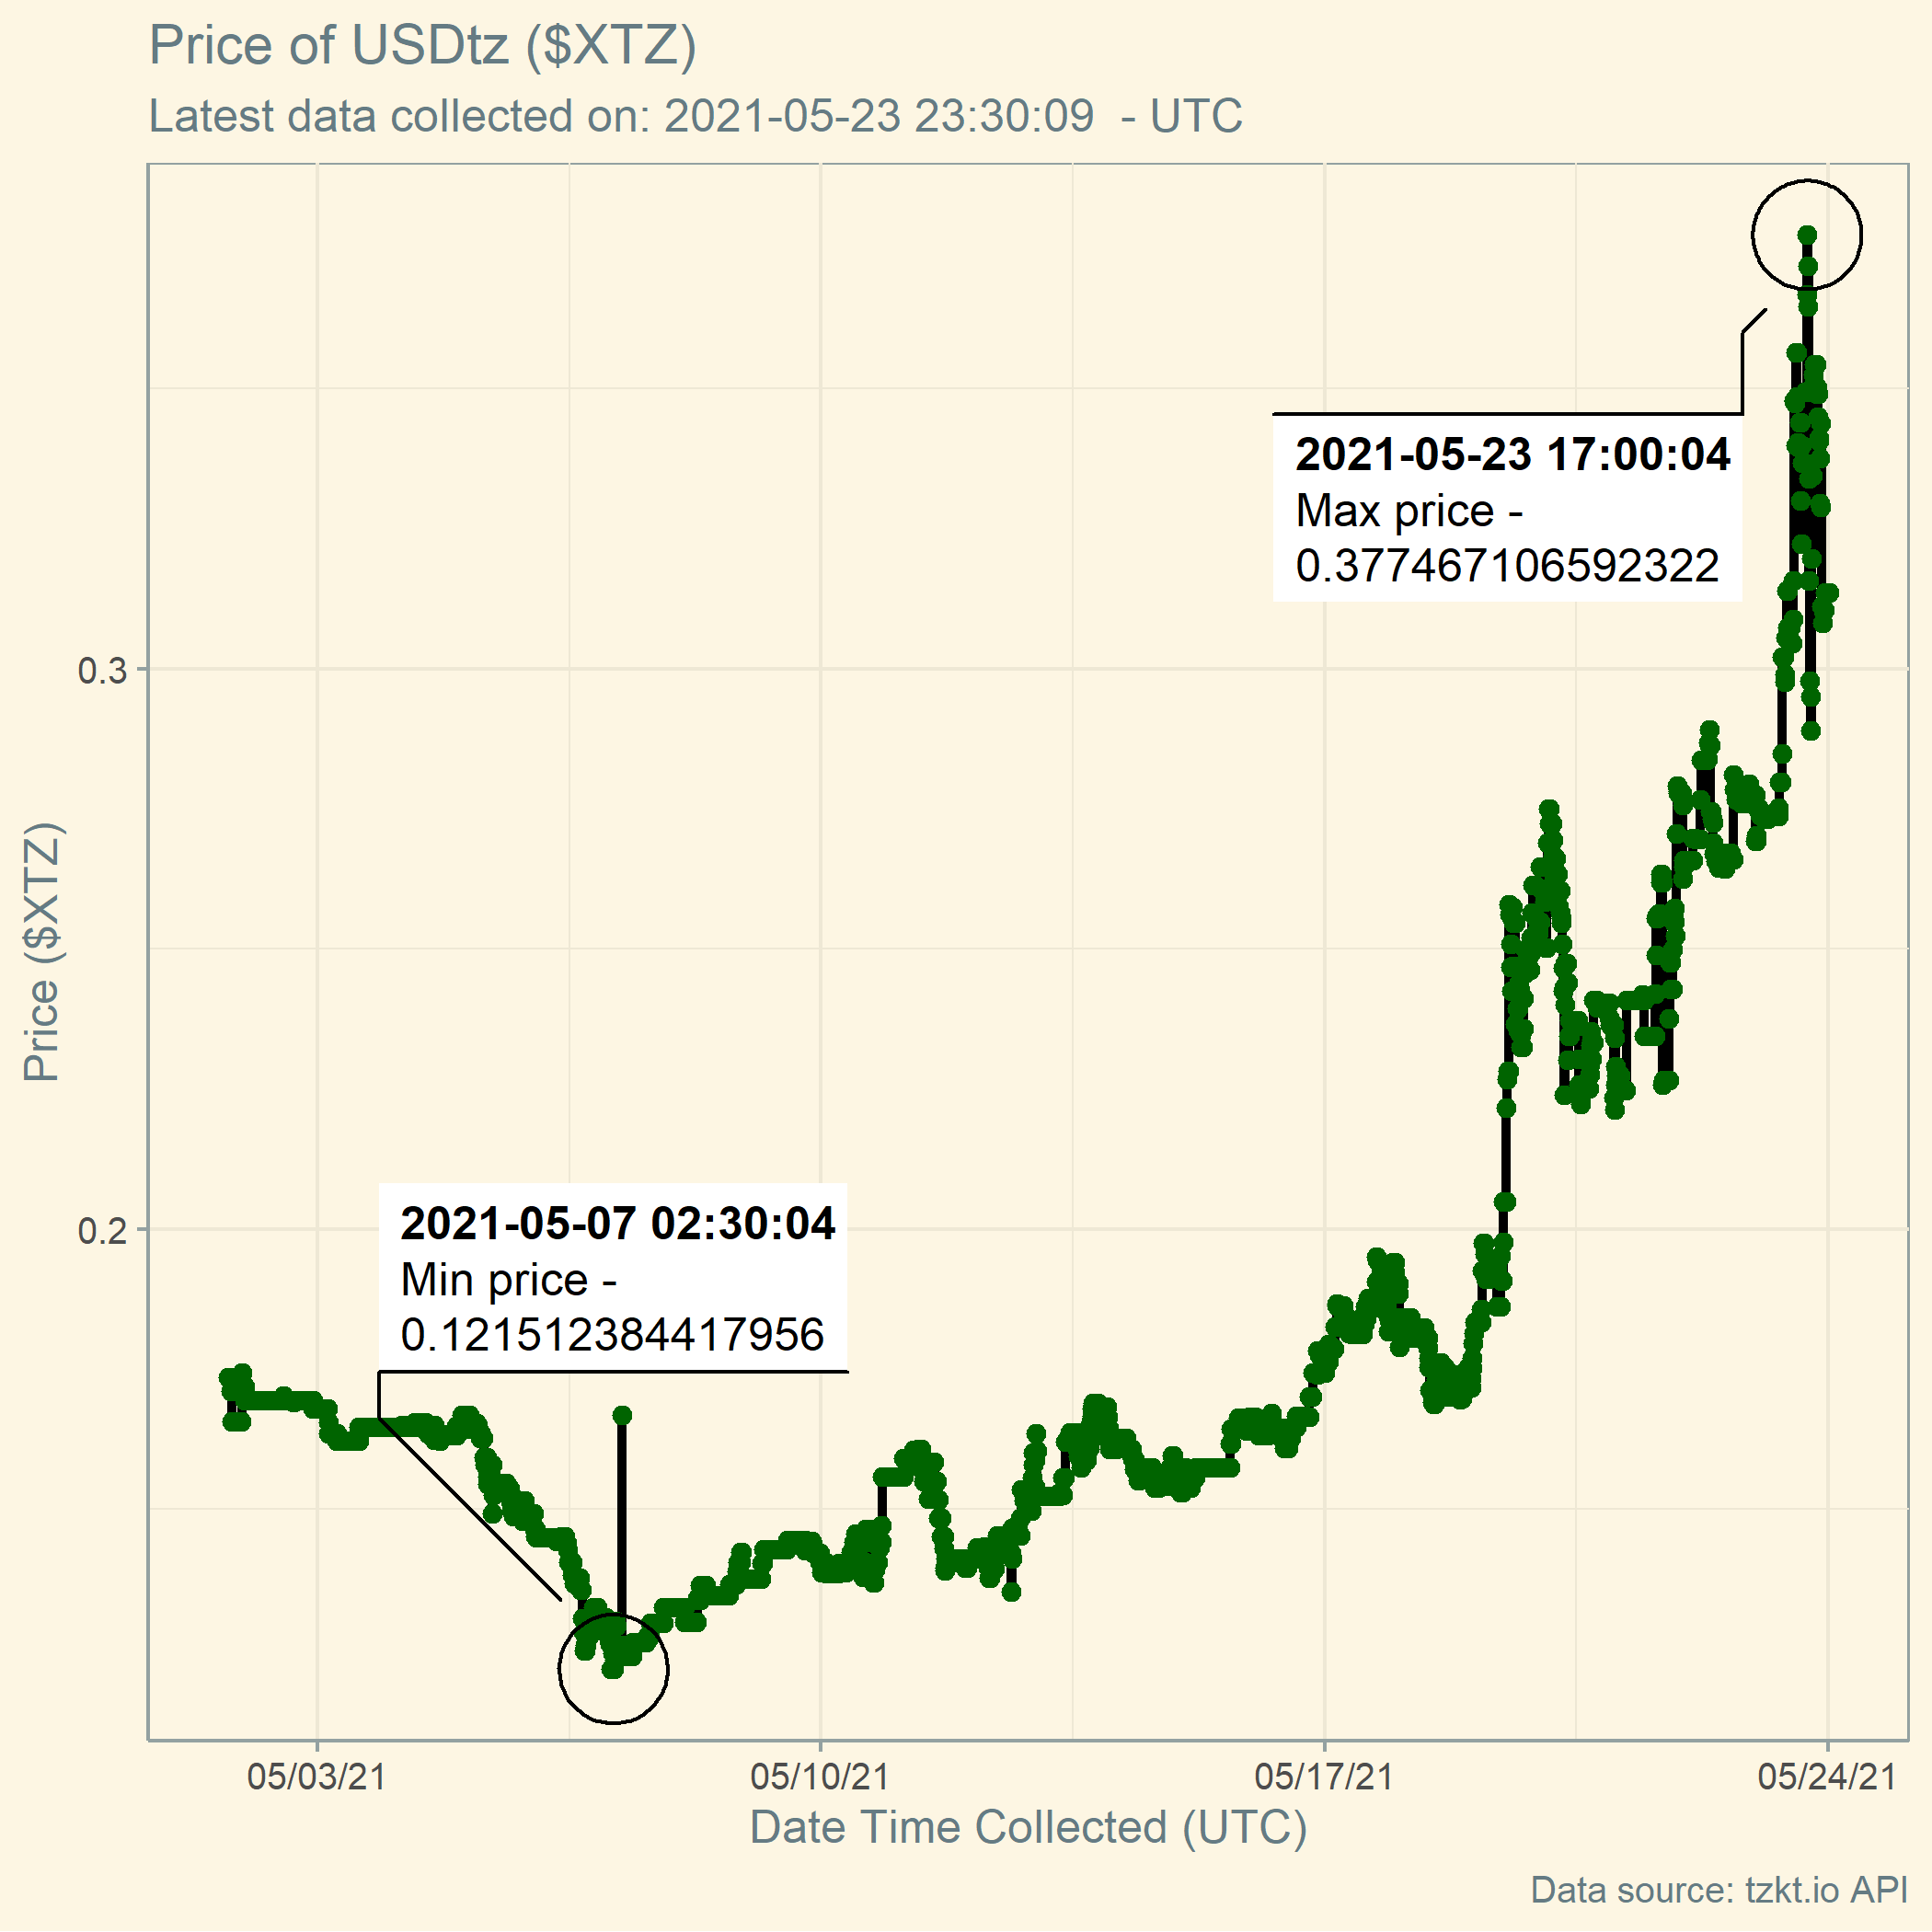 Price of USDtz ($XTZ)
Latest data collected on: 2021-05-23 23:30:09  - UTC
2021-05-23 17:00:04
Max price -
0.377467106592322
0.3
Price ($XTZ)
0.2
2021-05-07 02:30:04
Min price -
0.121512384417956
05/03/21
05/10/21
05/17/21
05/24/21
Date Time Collected (UTC)
Data source: tzkt.io API